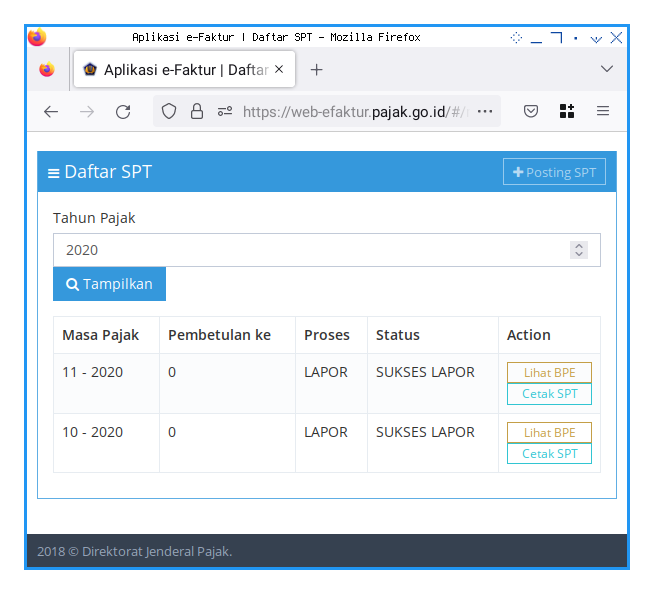 Aplikasi e-Faktur | Daftar SPT - Mozilla Firefox
Aplikasi e-Faktur | Daftar
https://web-efaktur.pajak.go.id/#/
Daftar SPT
Posting SPT
Tahun Pajak
2020
Tampilkan
Masa Pajak Pembetulan ke Proses Status Action
11 - 2020 0 LAPOR SUKSES LAPOR Lihat BPE
Cetak SPT
10 - 2020 0 LAPOR SUKSES LAPOR Lihat BPE
Cetak SPT
2018 © Direktorat Jenderal Pajak.